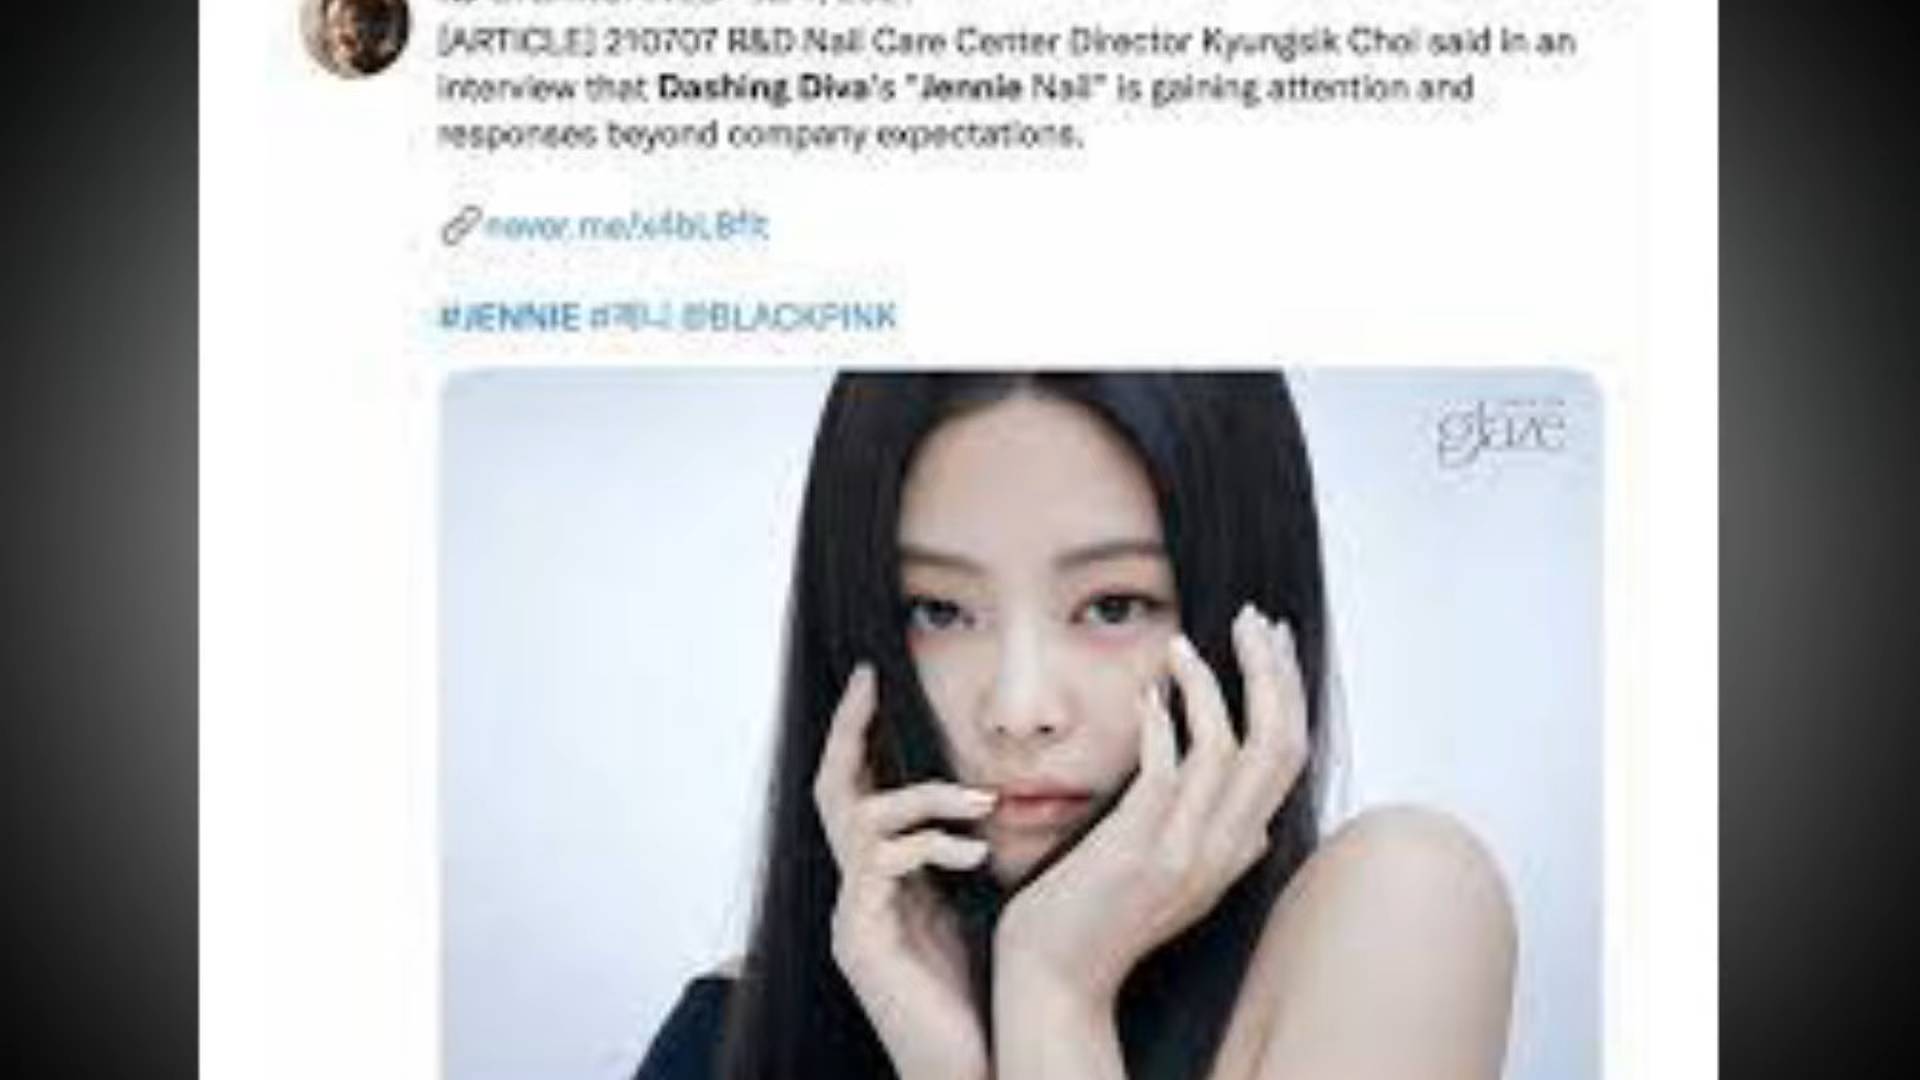 [ARTICLE] 210707 R&D Nail Care Center Director Kyungsik Choi said in an
interview that Dashing Diva's "Jennie Nail" is gaining attention and
responses beyond company expectations.
#JENNIE #제니 @BLACKPINK
glaze